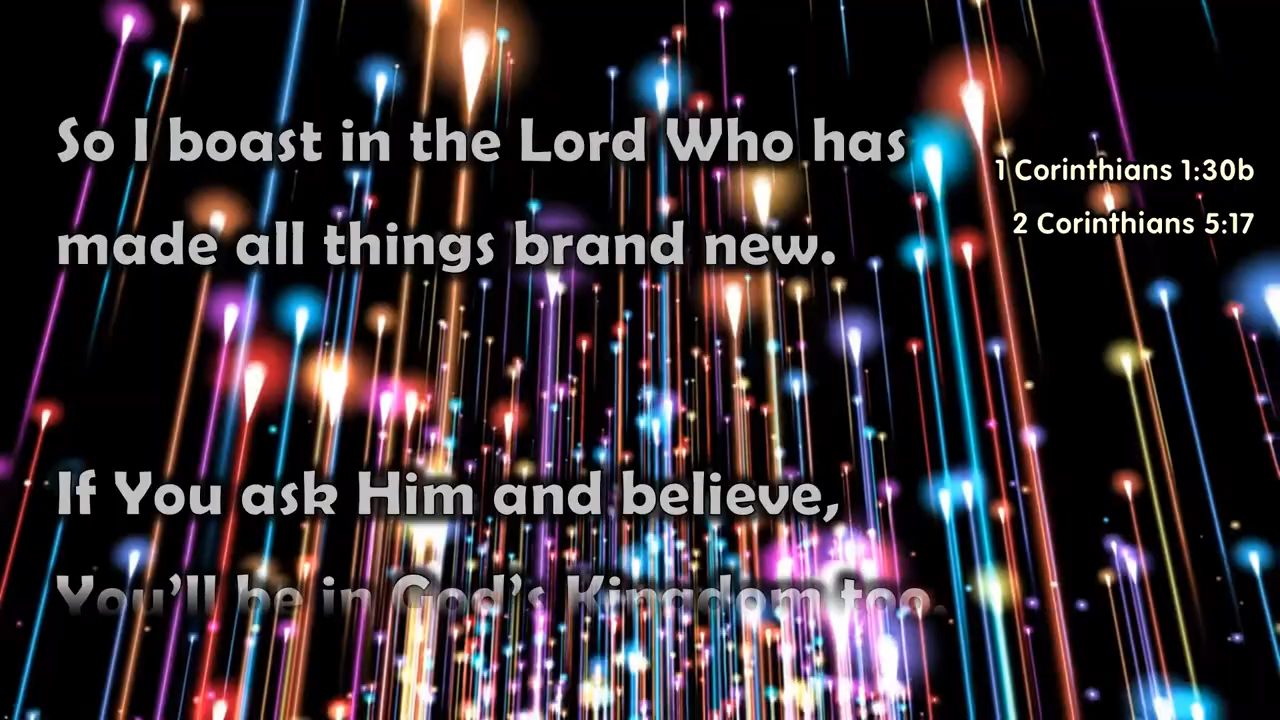 So I boast in the Lord Who has
made all things brand new.
1 Corinthians 1:30b
2 Corinthians 5:17
If You ask Him and believe,
You'll be in God's Kingdom too.